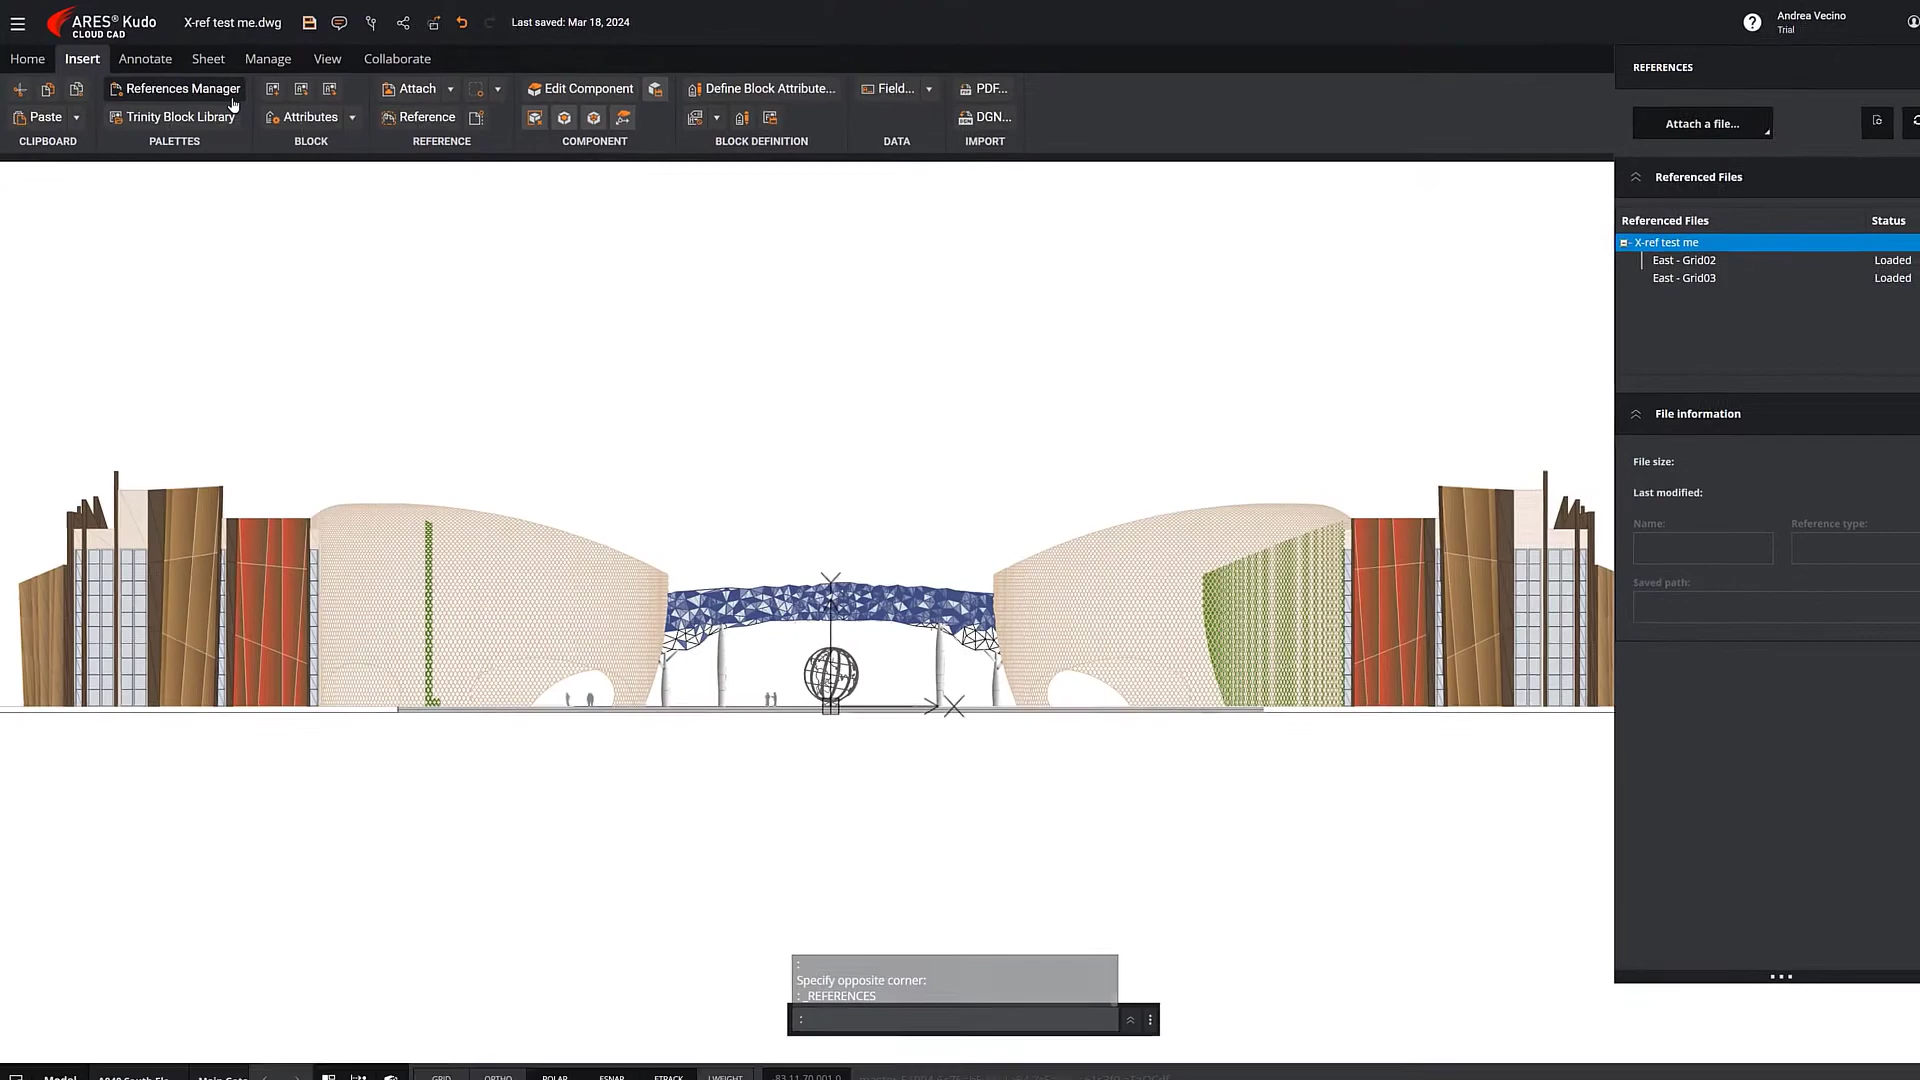 ARES® Kudo
CLOUD CAD
X-ref test me.dwg
Last saved: Mar 18, 2024
Andrea Vecino
Trial
Home Insert Annotate Sheet Manage View Collaborate
References Manager Attach Edit Component Define Block Attribute... Field... PDF...
Paste Trinity Block Library Attributes Reference DGN...
CLIPBOARD PALETTES BLOCK REFERENCE COMPONENT BLOCK DEFINITION DATA IMPORT
REFERENCES
Attach a file...
Referenced Files
Referenced Files Status
X-ref test me
East - Grid02 Loaded
East - Grid03 Loaded
File information
File size:
Last modified:
Name: Reference type:
Saved path:
:
Specify opposite corner:
: _REFERENCES
:
Model GRID ORTHO POLAR ESNAP ETRACK LWEIGHT